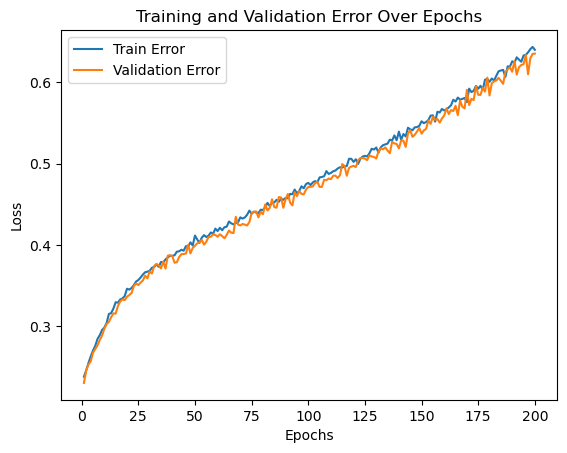 Training and Validation Error Over Epochs
Train Error
Validation Error
0.6
0.5
0.4
0.3
Loss
0
25
50
75
100
125
150
175
200
Epochs